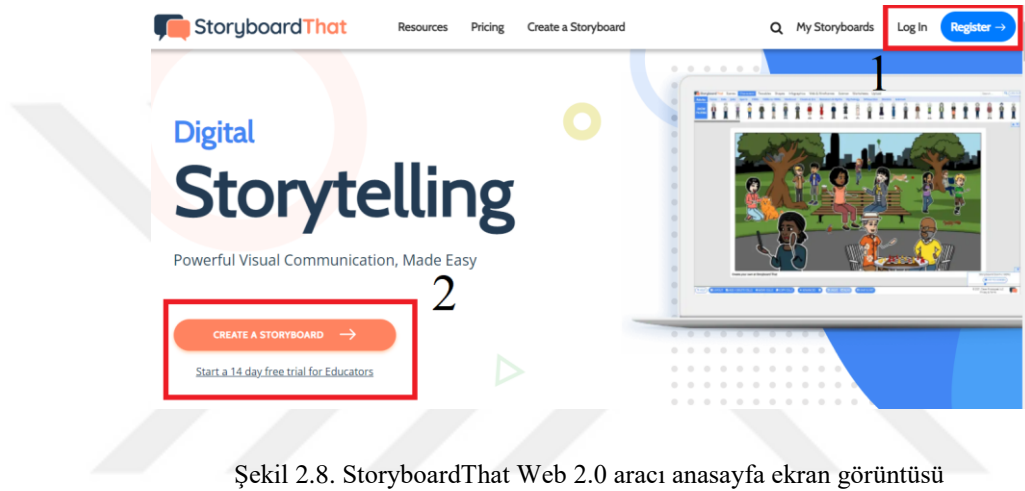 StoryboardThat Resources Pricing Create a Storyboard My Storyboards Log In Register →
1
Digital
Storytelling
Powerful Visual Communication, Made Easy
2
CREATE A STORYBOARD →
Start a 14 day free trial for Educators
Şekil 2.8. StoryboardThat Web 2.0 aracı anasayfa ekran görüntüsü